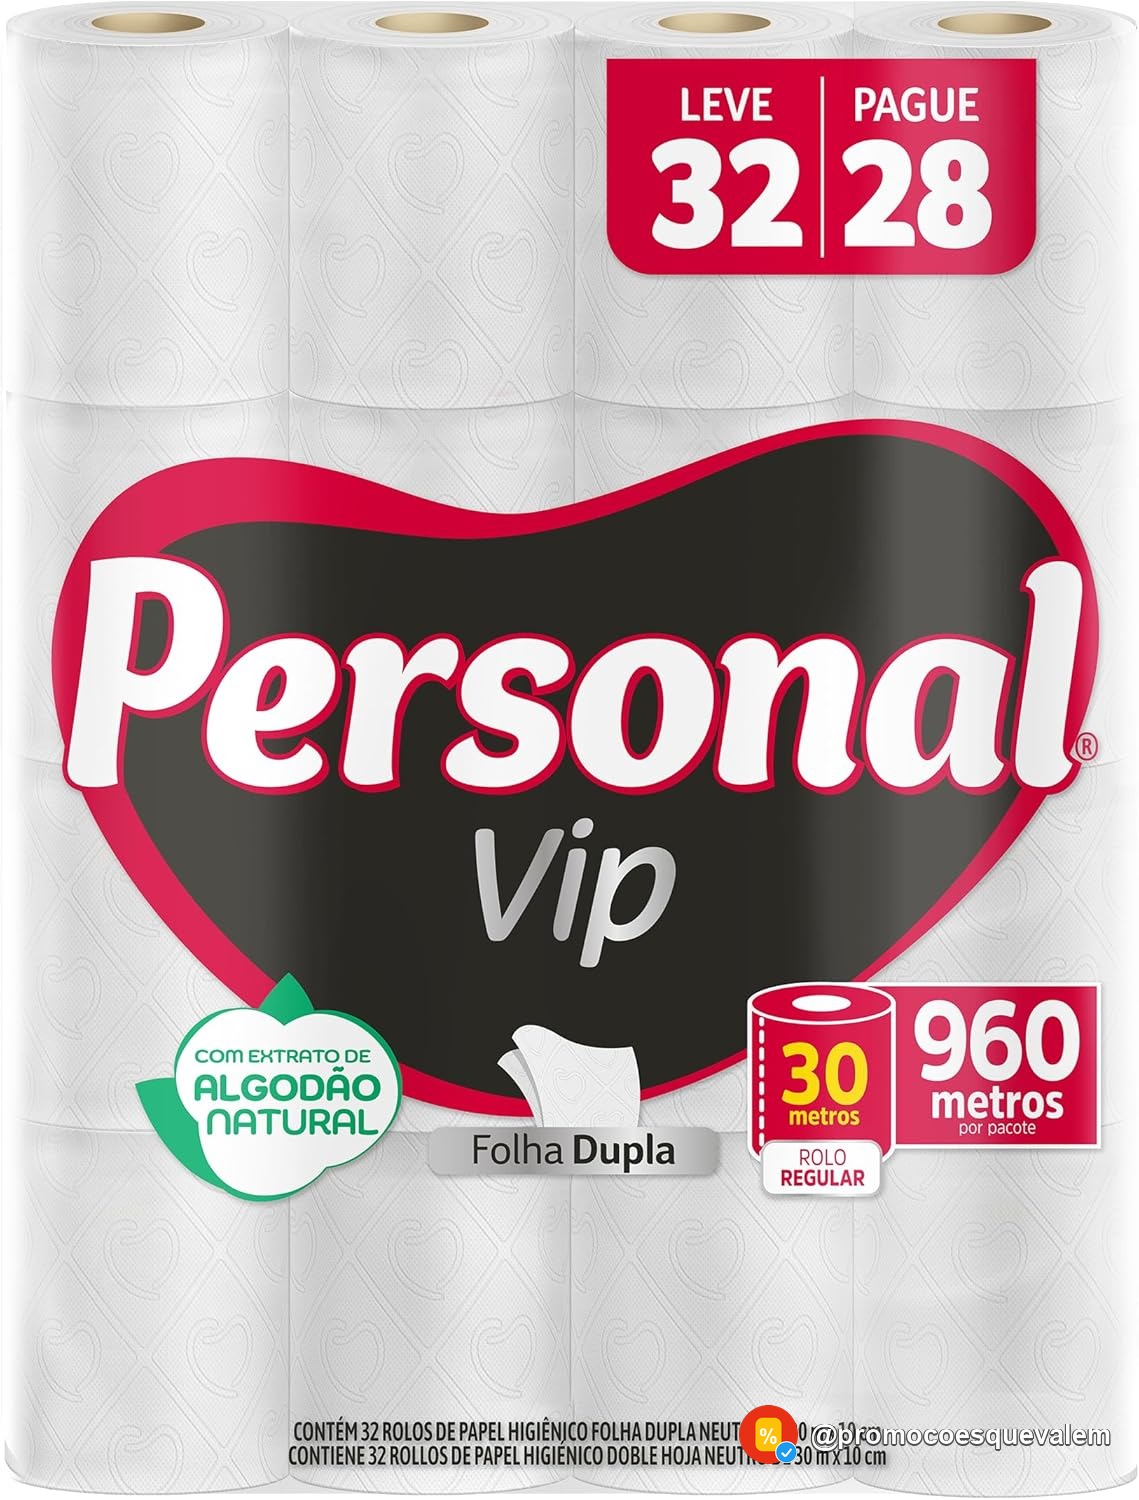 LEVE
32
PAGUE
28
Personal®
Vip
COM EXTRATO DE
ALGODÃO
NATURAL
Folha Dupla
30
metros
ROLO
REGULAR
960
metros
por pacote
CONTÉM 32 ROLOS DE PAPEL HIGIÊNICO FOLHA DUPLA
CONTIENE 32 ROLLOS DE PAPEL HIGIÉNICO DOBLE HOJA NEUTRO DE 30 m x 10 cm
%
@promocoesquevalem